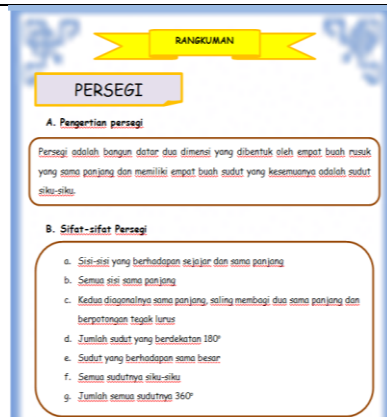 RANGKUMAN
PERSEGI
A. Pengertian persegi
Persegi adalah bangun datar dua dimensi yang dibentuk oleh empat buah rusuk
yang sama panjang dan memiliki empat buah sudut yang kesemuanya adalah sudut
siku-siku.
B. Sifat-sifat Persegi
a. Sisi-sisi yang berhadapan sejajar dan sama panjang
b. Semua sisi sama panjang
c. Kedua diagonalnya sama panjang, saling membagi dua sama panjang dan
berpotongan tegak lurus
d. Jumlah sudut yang berdekatan 180°
e. Sudut yang berhadapan sama besar
f. Semua sudutnya siku-siku
g. Jumlah semua sudutnya 360°